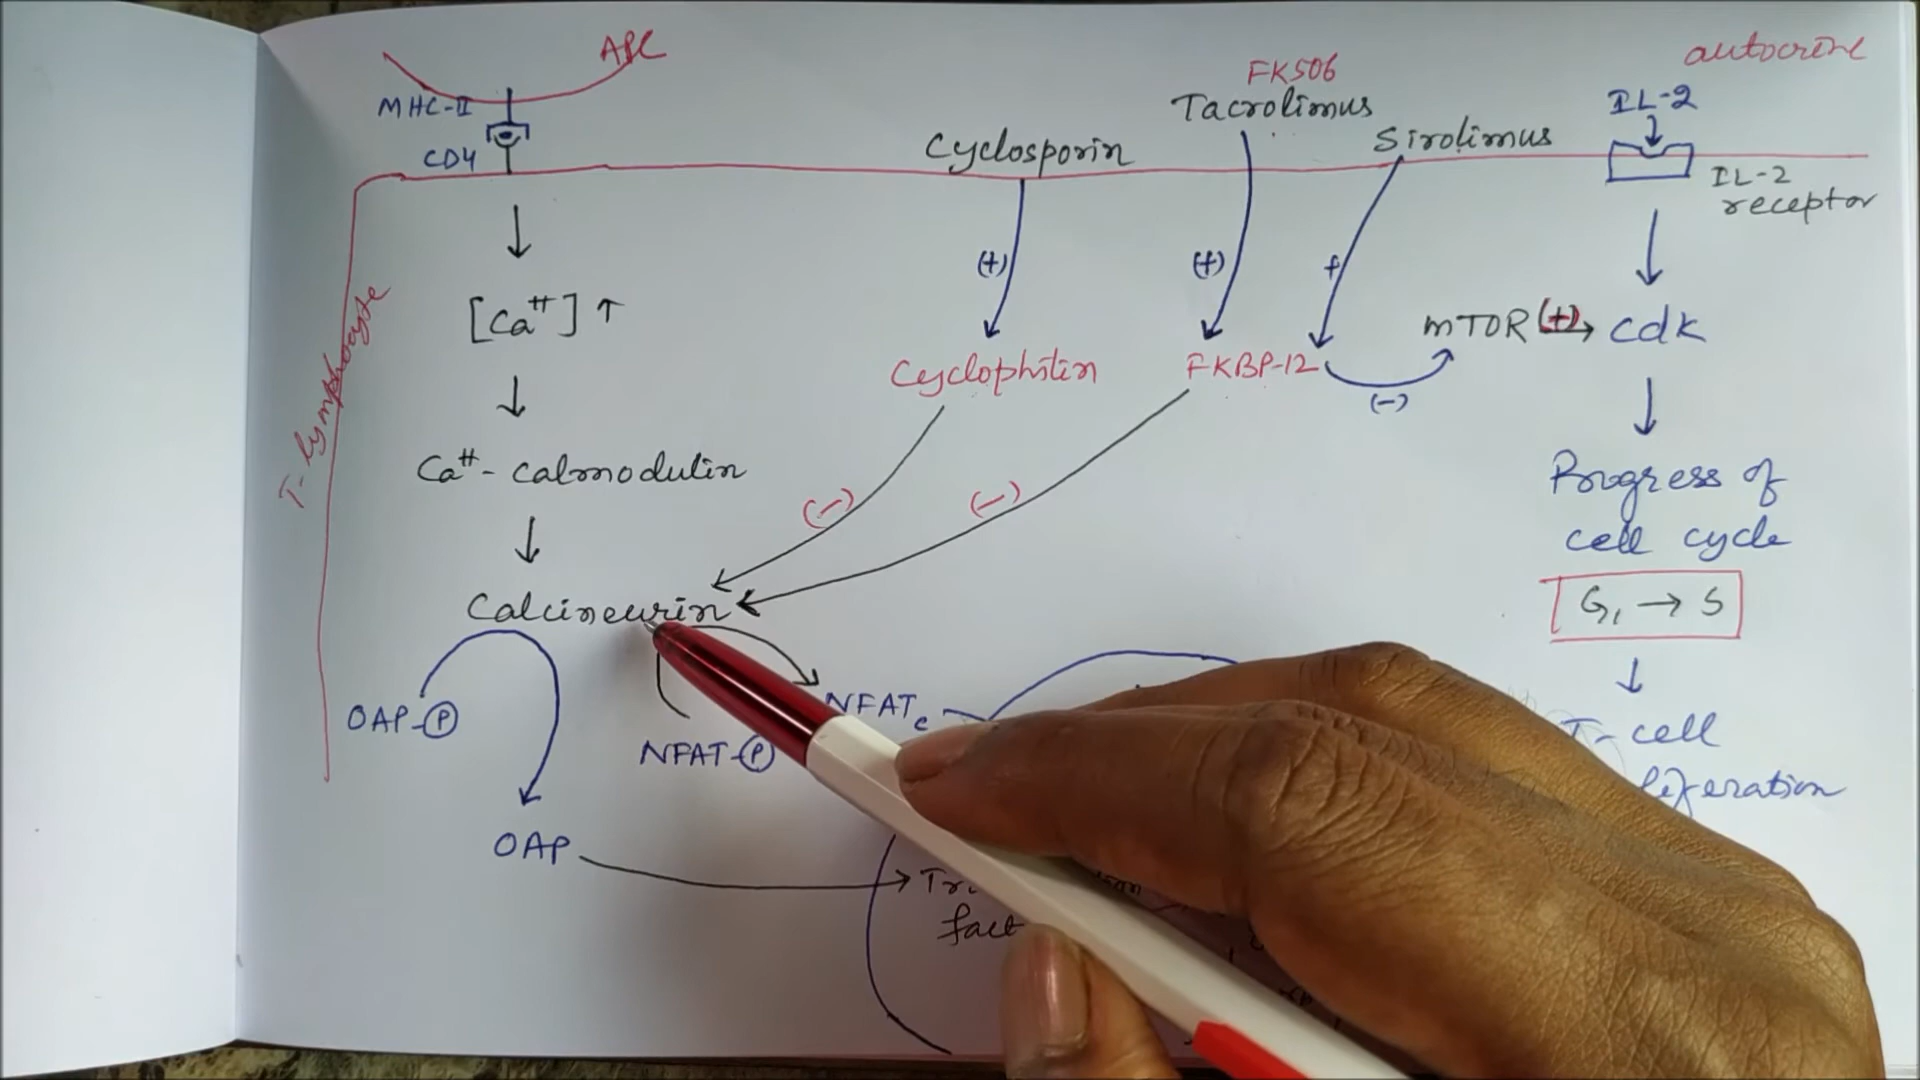 APC
MHC-II
CD4
T-lymphocyte
[Ca⁺⁺] ↑
Ca⁺⁺- calmodulin
Calcineurin
OAP-Ⓟ
OAP
NFAT-Ⓟ
NFATc
fact
Cyclosporin
(+)
Cyclophilin
(-)
FK506
Tacrolimus
(+)
FKBP-12
(-)
Sirolimus
+
(-)
mTOR (+)→ cdk
autocrine
IL-2
IL-2
receptor
Progress of
cell cycle
G₁ → S
T-cell